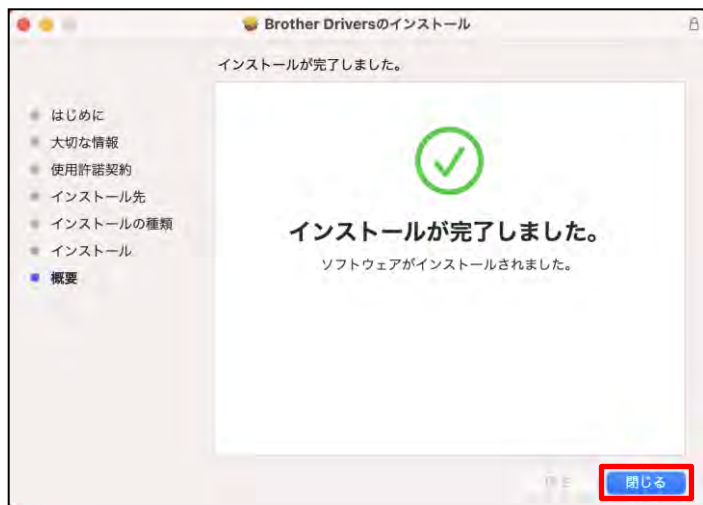 Brother Driversのインストール
インストールが完了しました。
はじめに
大切な情報
使用許諾契約
インストール先
インストールの種類
インストール
概要
インストールが完了しました。
ソフトウェアがインストールされました。
閉じる